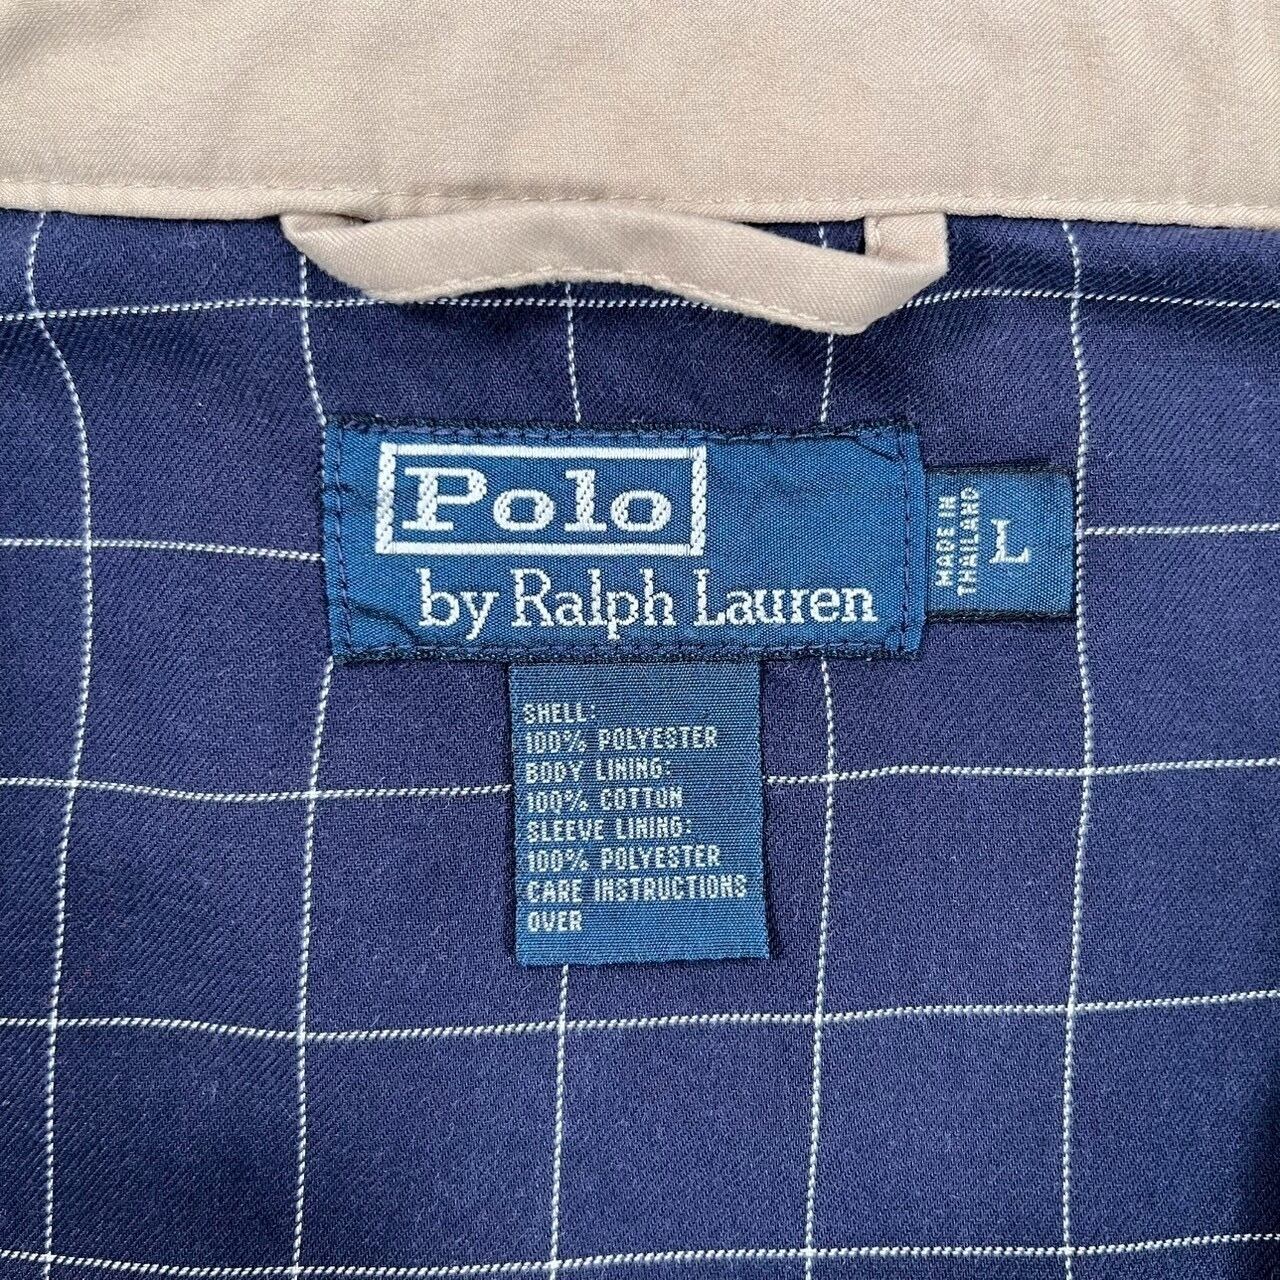 Polo
by Ralph Lauren
MADE IN
THAILAND
L
SHELL:
100% POLYESTER
BODY LINING:
100% COTTON
SLEEVE LINING:
100% POLYESTER
CARE INSTRUCTIONS
OVER